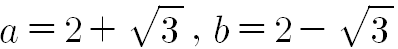 a = 2 + √3 , b = 2 − √3